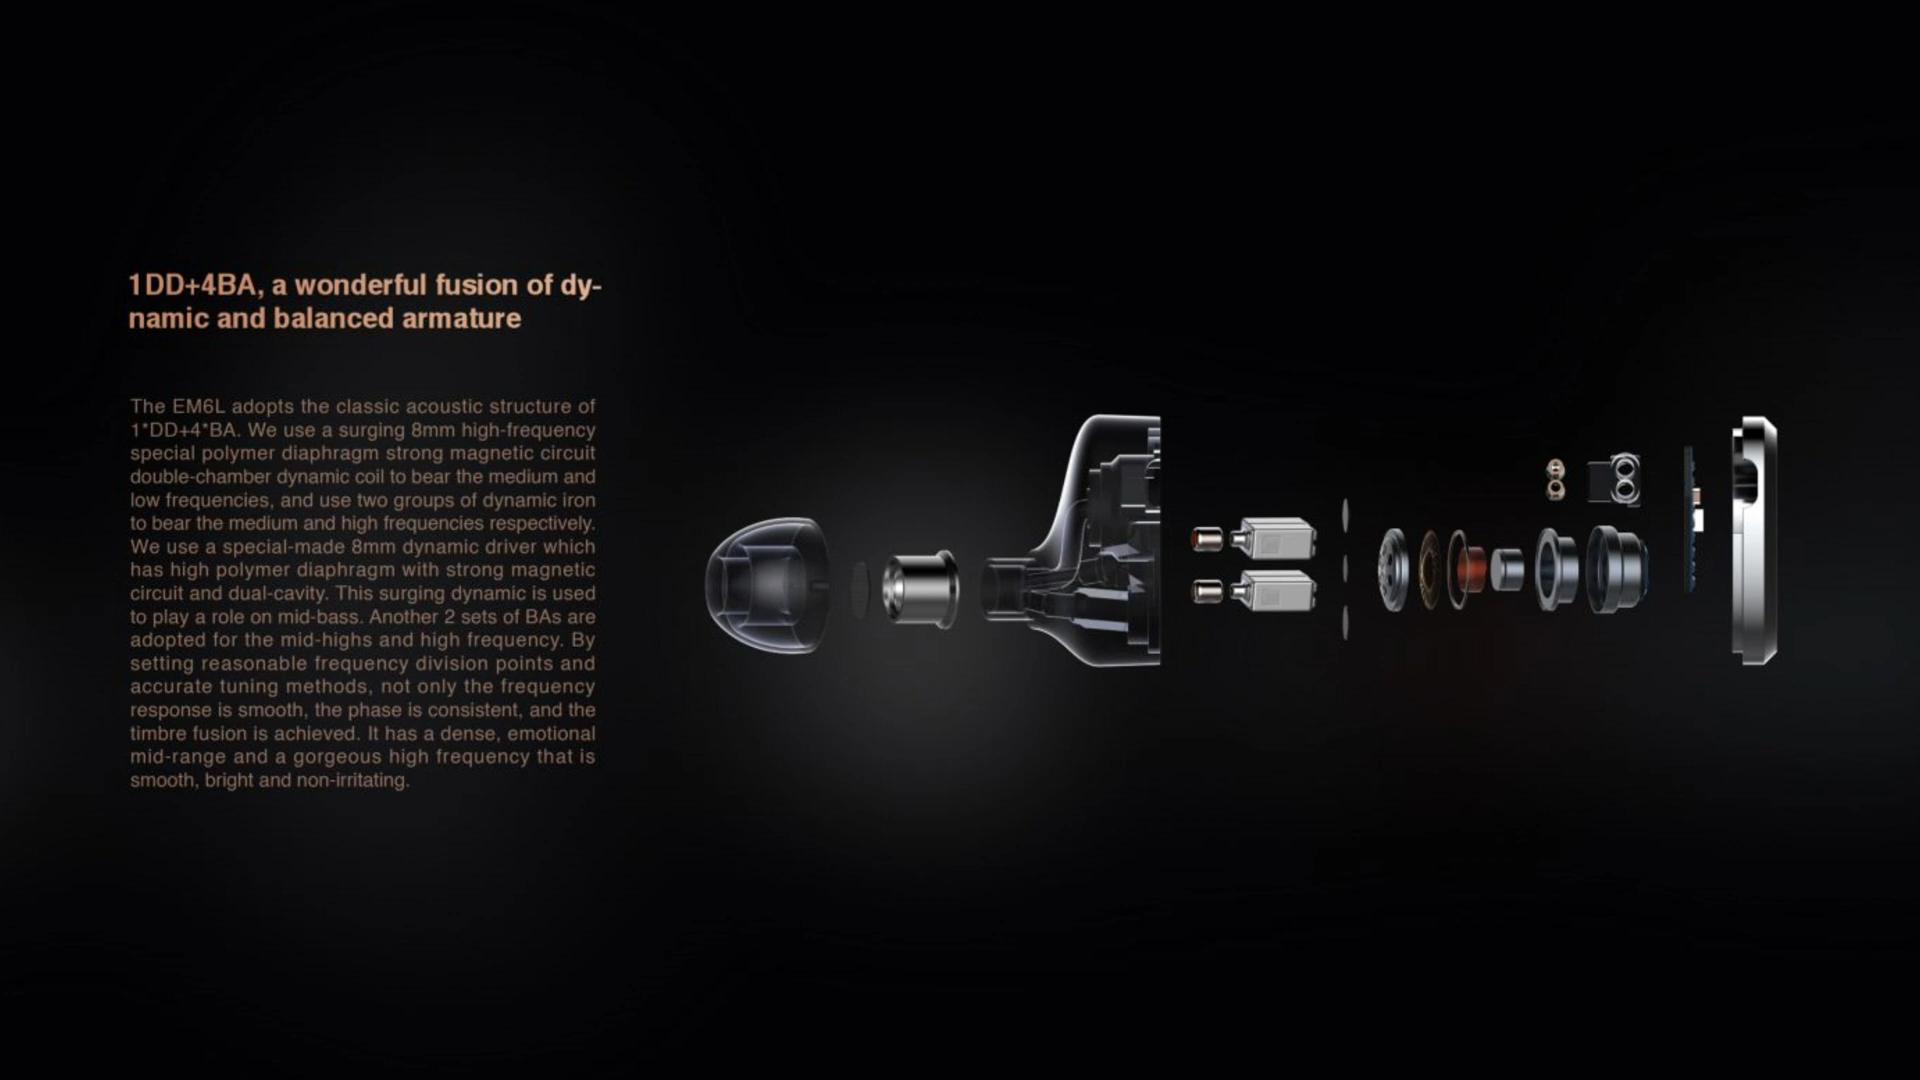 1DD+4BA, a wonderful fusion of dy-
namic and balanced armature
The EM6L adopts the classic acoustic structure of
1*DD+4*BA. We use a surging 8mm high-frequency
special polymer diaphragm strong magnetic circuit
double-chamber dynamic coil to bear the medium and
low frequencies, and use two groups of dynamic iron
to bear the medium and high frequencies respectively.
We use a special-made 8mm dynamic driver which
has high polymer diaphragm with strong magnetic
circuit and dual-cavity. This surging dynamic is used
to play a role on mid-bass. Another 2 sets of BAs are
adopted for the mid-highs and high frequency. By
setting reasonable frequency division points and
accurate tuning methods, not only the frequency
response is smooth, the phase is consistent, and the
timbre fusion is achieved. It has a dense, emotional
mid-range and a gorgeous high frequency that is
smooth, bright and non-irritating.